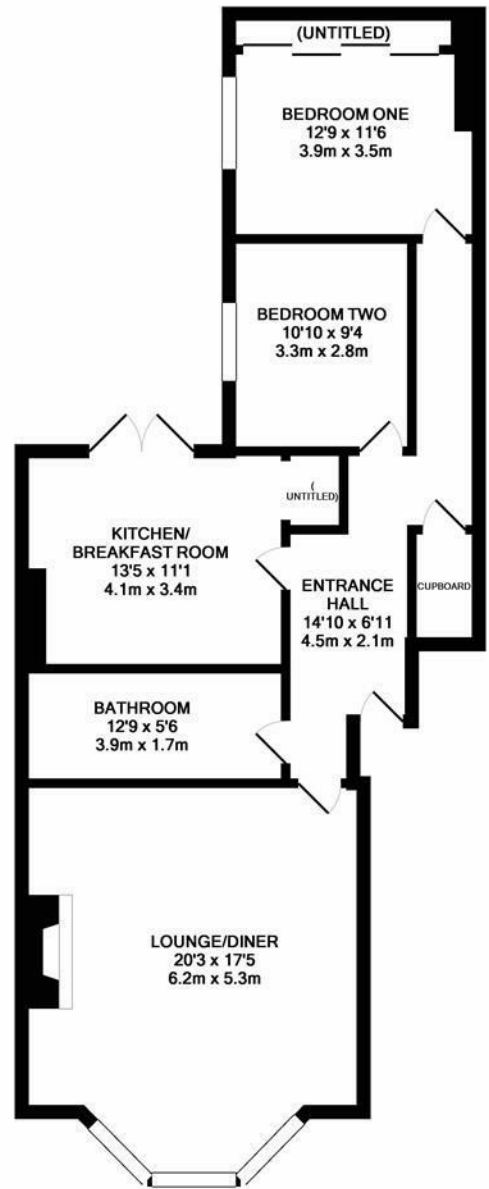 (UNTITLED)
BEDROOM ONE
12'9 x 11'6
3.9m x 3.5m
BEDROOM TWO
10'10 x 9'4
3.3m x 2.8m
(
UNTITLED)
KITCHEN/
BREAKFAST ROOM
13'5 x 11'1
4.1m x 3.4m
ENTRANCE
HALL
14'10 x 6'11
4.5m x 2.1m
CUPBOARD
BATHROOM
12'9 x 5'6
3.9m x 1.7m
LOUNGE/DINER
20'3 x 17'5
6.2m x 5.3m